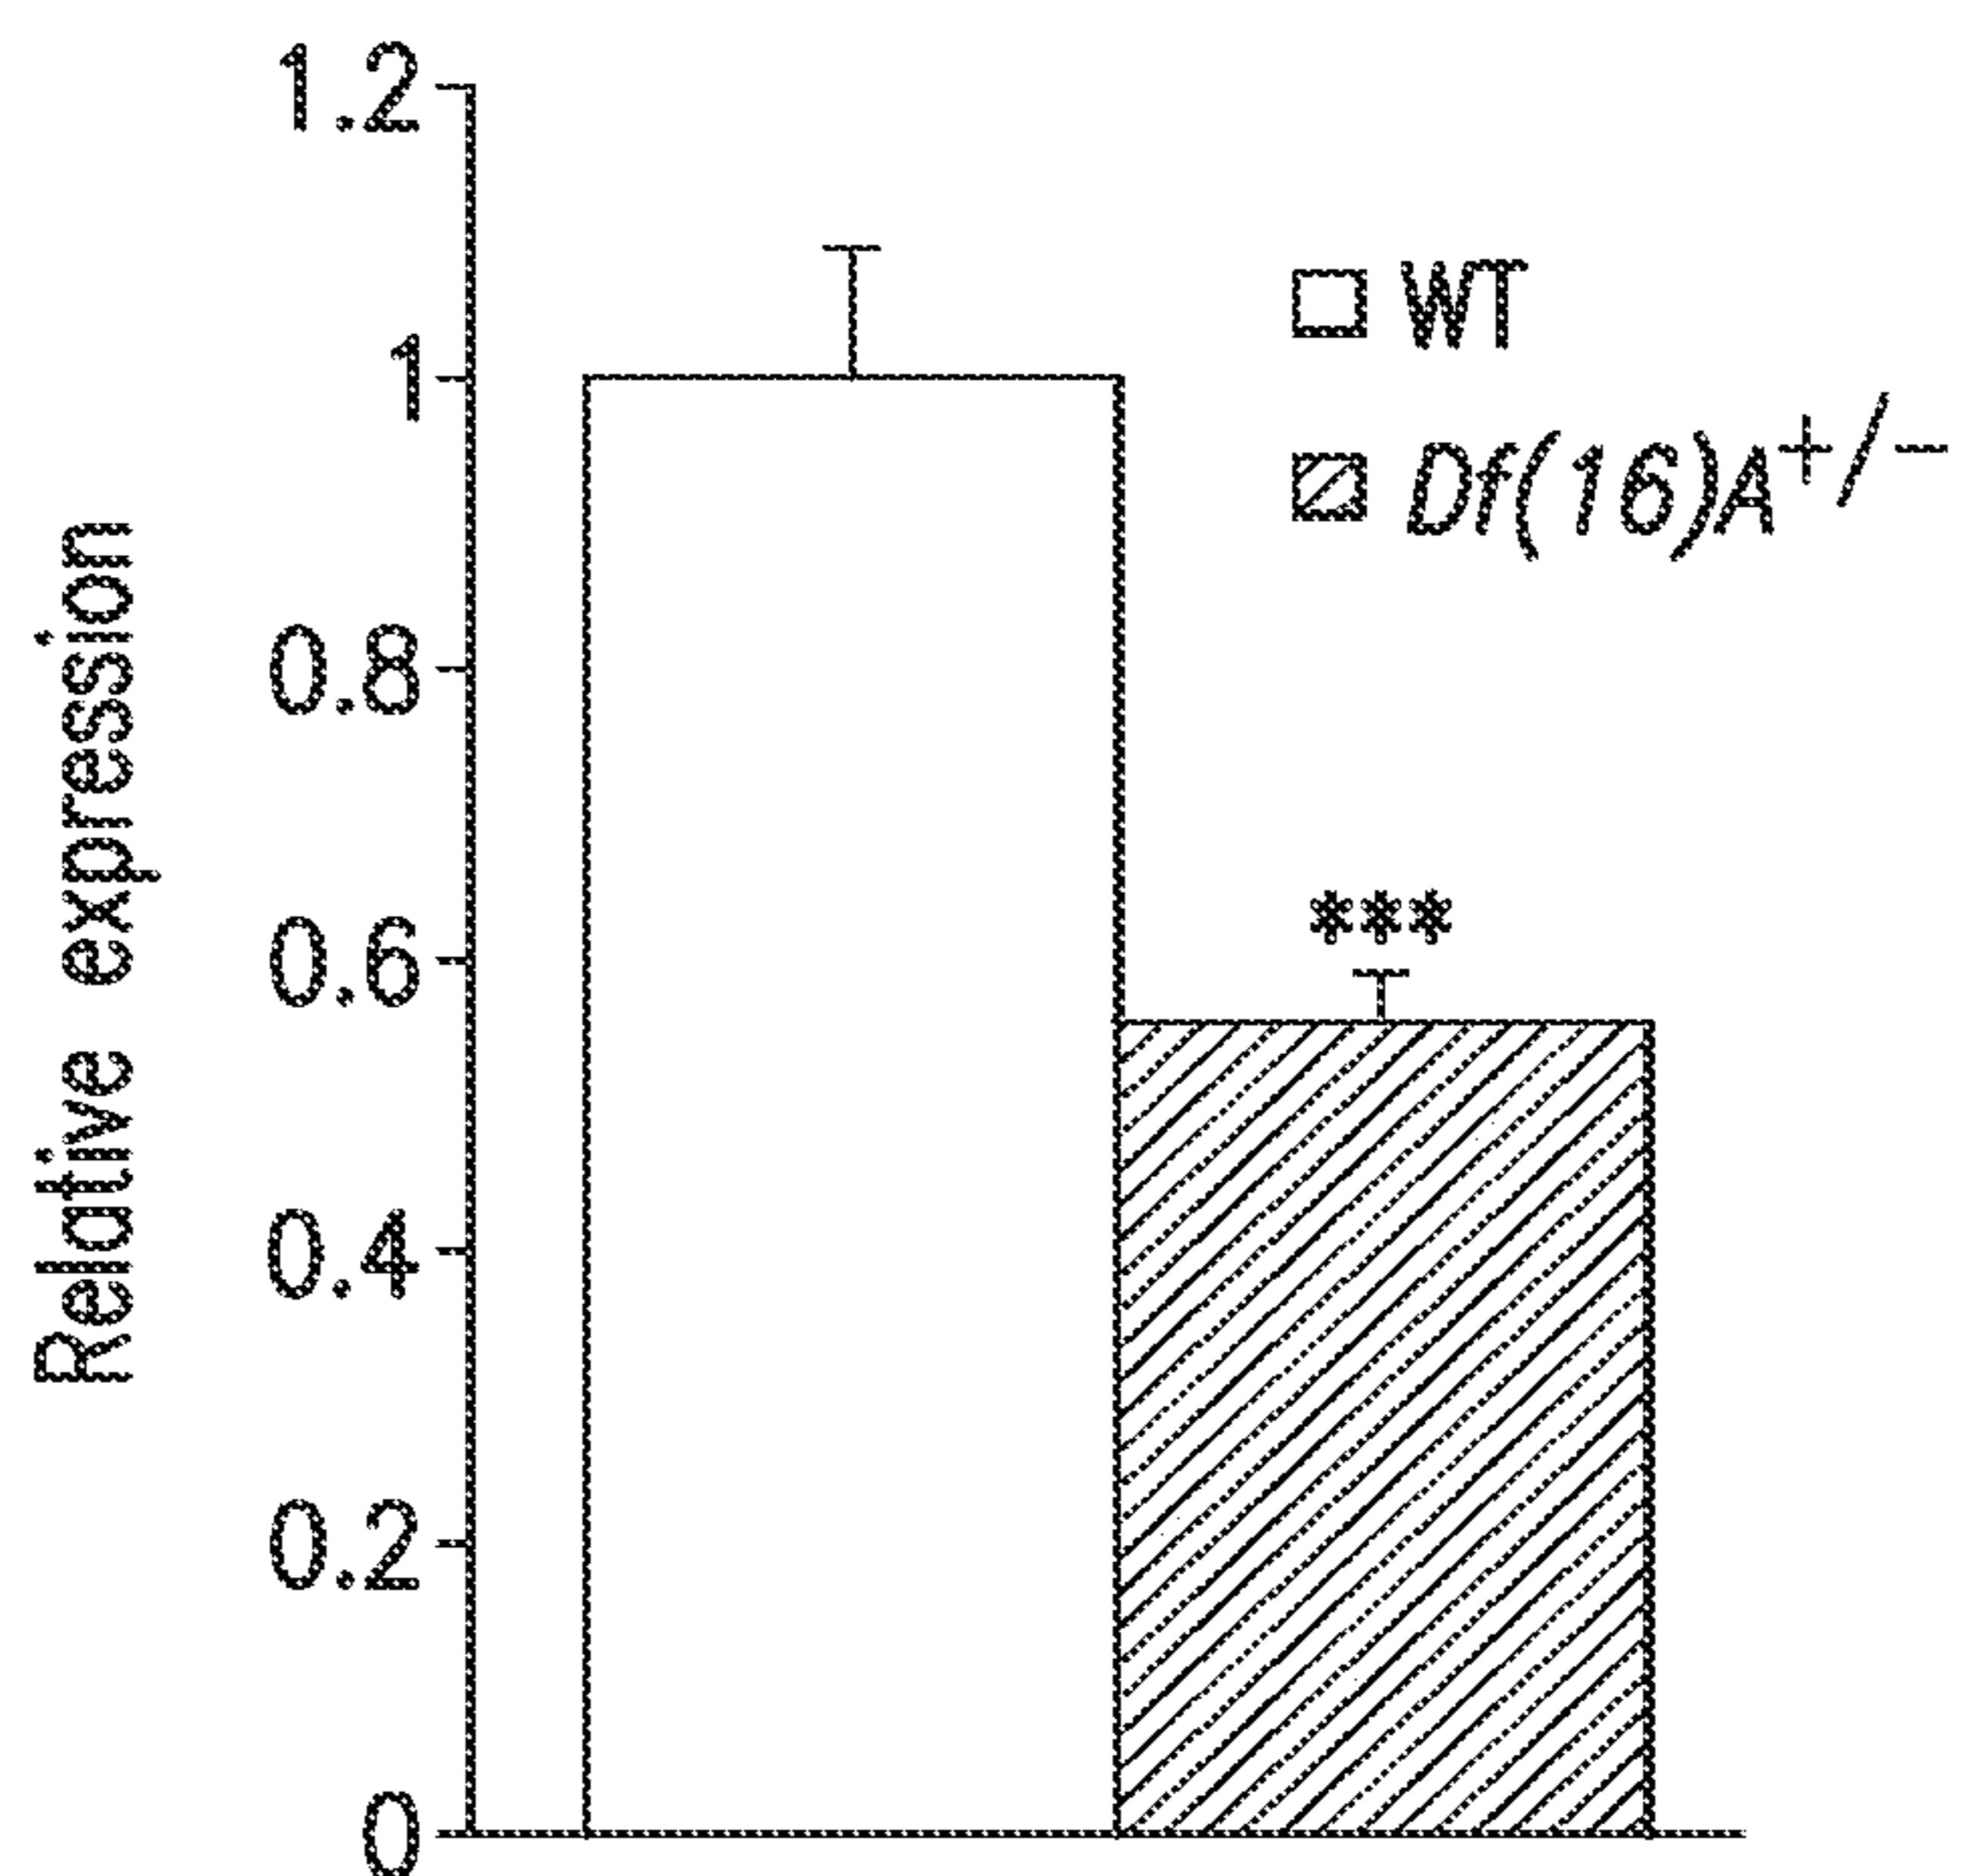 Relative expression
1.2
1
0.8
0.6
0.4
0.2
0
WT
Df(16)A+/−
***